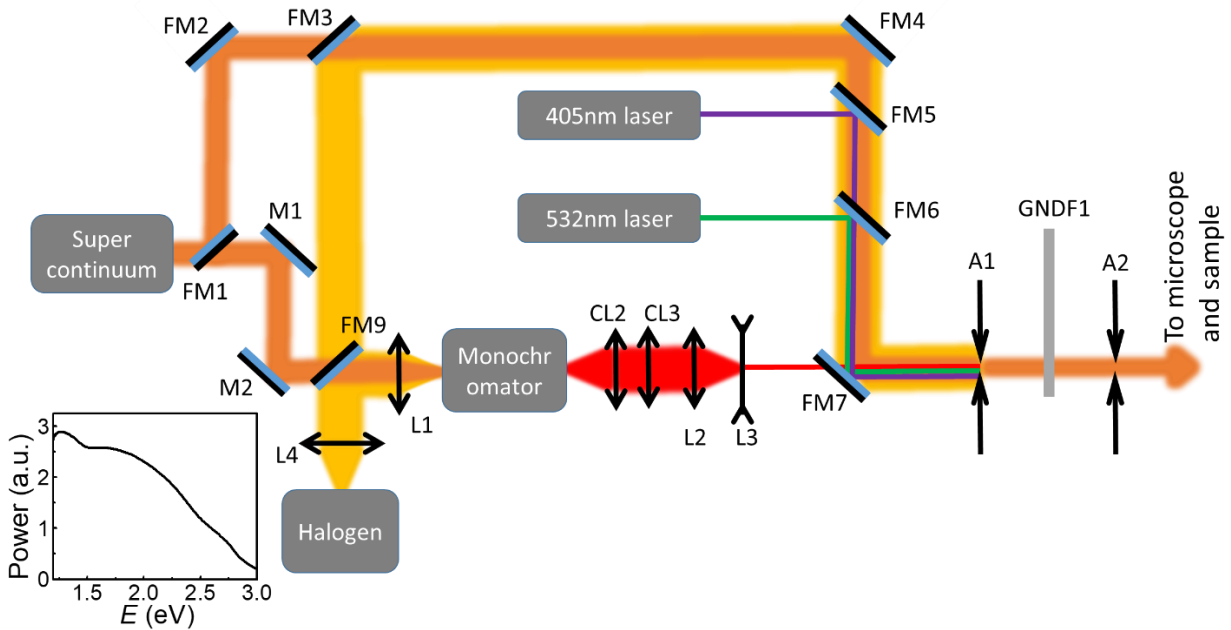 FM2
FM3
FM4
405nm laser
FM5
M1
532nm laser
FM6
GNDF1
Super
continuum
FM1
A1
A2
To microscope
and sample
FM9
CL2
CL3
Monochr
omator
M2
FM7
L1
L2
L3
L4
Halogen
Power (a.u.)
3
2
1
0
1.5
2.0
2.5
3.0
E (eV)